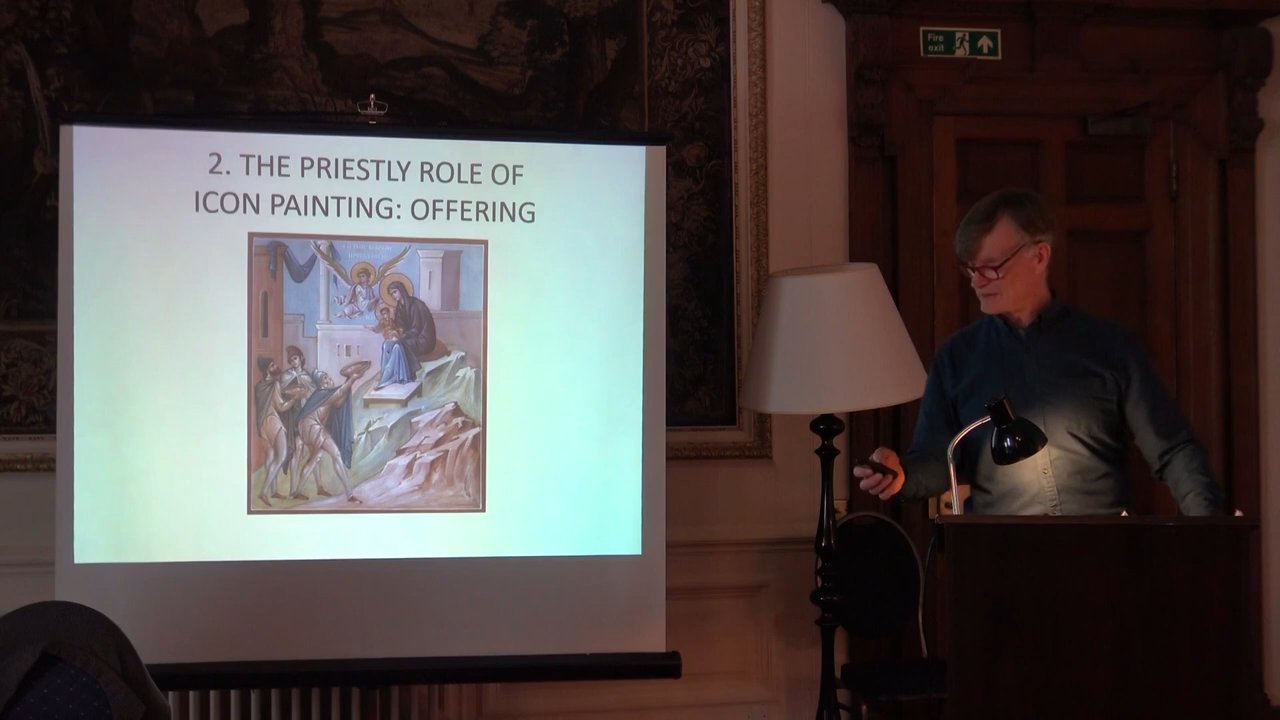 2. THE PRIESTLY ROLE OF
ICON PAINTING: OFFERING
Fire
exit